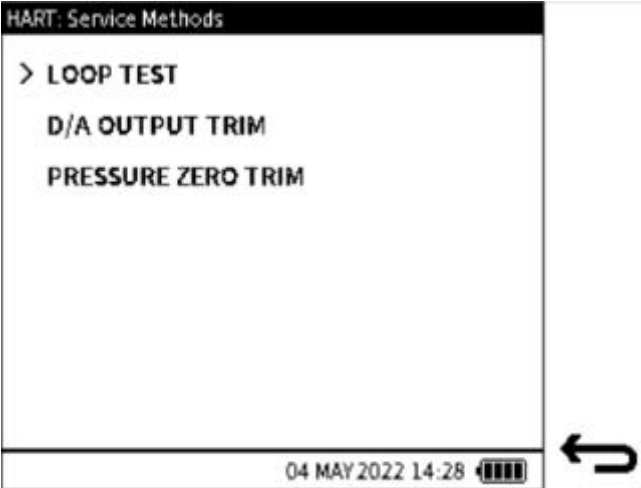 HART: Service Methods
> LOOP TEST
D/A OUTPUT TRIM
PRESSURE ZERO TRIM
04 MAY 2022 14:28